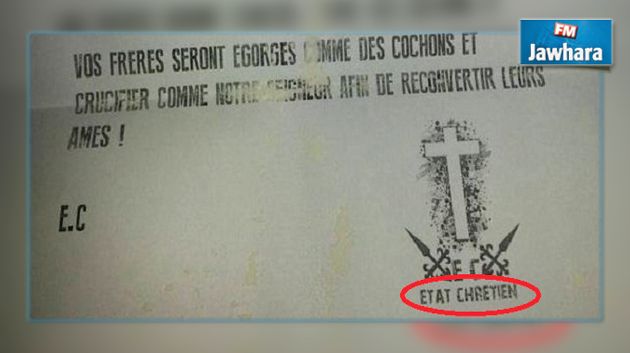 FM
Jawhara
VOS FRERES SERONT EGORGES COMME DES COCHONS ET
CRUCIFIER COMME NOTRE SEIGNEUR AFIN DE RECONVERTIR LEURS
AMES !
E.C
E C
ETAT CHRETIEN